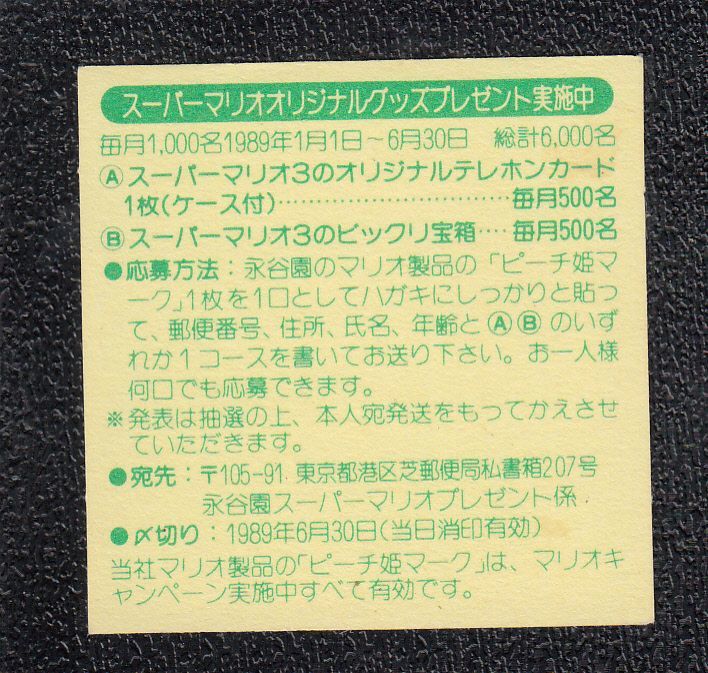 スーパーマリオオリジナルグッズプレゼント実施中
毎月1,000名1989年1月1日〜6月30日 総計6,000名
Ⓐスーパーマリオ3のオリジナルテレホンカード
1枚(ケース付)‥‥‥‥‥‥‥‥‥‥毎月500名
Ⓑスーパーマリオ3のビックリ宝箱‥‥毎月500名
●応募方法：永谷園のマリオ製品の「ピーチ姫マ
ーク」1枚を1口としてハガキにしっかりと貼っ
て、郵便番号、住所、氏名、年齢とⒶⒷのいず
れか1コースを書いてお送り下さい。お一人様
何口でも応募できます。
※発表は抽選の上、本人宛発送をもってかえさせ
ていただきます。
●宛先：〒105-91 東京都港区芝郵便局私書箱207号
永谷園スーパーマリオプレゼント係
●〆切り：1989年6月30日(当日消印有効)
当社マリオ製品の「ピーチ姫マーク」は、マリオキ
ャンペーン実施中すべて有効です。